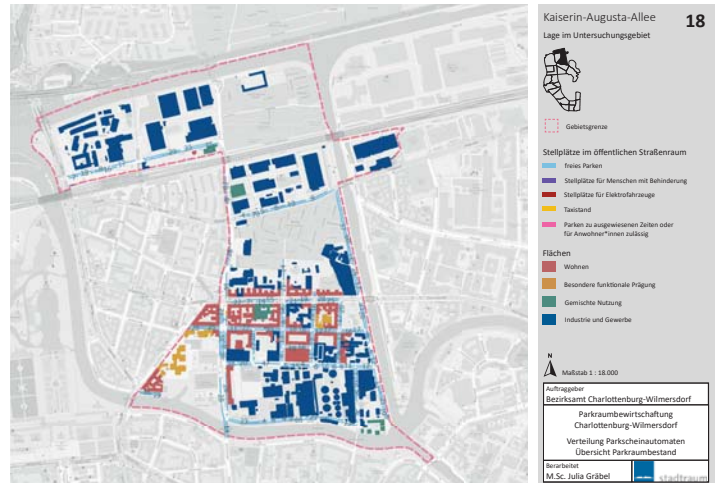 Kaiserin-Augusta-Allee 18
Lage im Untersuchungsgebiet
Gebietsgrenze
Stellplätze im öffentlichen Straßenraum
freies Parken
Stellplätze für Menschen mit Behinderung
Stellplätze für Elektrofahrzeuge
Taxistand
Parken zu ausgewiesenen Zeiten oder
für Anwohner*innen zulässig
Flächen
Wohnen
Besondere funktionale Prägung
Gemischte Nutzung
Industrie und Gewerbe
N
Maßstab 1 : 18.000
Auftraggeber
Bezirksamt Charlottenburg-Wilmersdorf
Parkraumbewirtschaftung
Charlottenburg-Wilmersdorf
Verteilung Parkscheinautomaten
Übersicht Parkraumbestand
Berarbeitet
M.Sc. Julia Gräbel
stadtraum